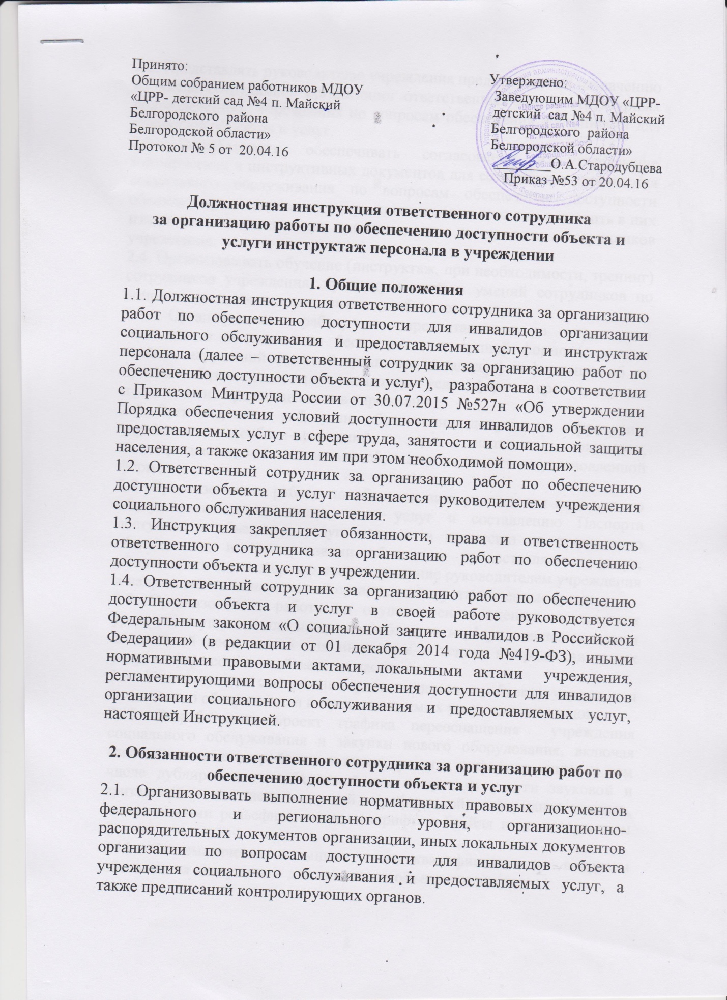 Принято:
Общим собранием работников МДОУ
«ЦРР- детский сад №4 п. Майский
Белгородского района
Белгородской области»
Протокол № 5 от 20.04.16
Утверждено:
Заведующим МДОУ «ЦРР-
детский сад №4 п. Майский
Белгородского района
Белгородской области»
________О.А.Стародубцева
Приказ №53 от 20.04.16
Должностная инструкция ответственного сотрудника
за организацию работы по обеспечению доступности объекта и
услуги инструктаж персонала в учреждении
1. Общие положения
1.1. Должностная инструкция ответственного сотрудника за организацию
работ по обеспечению доступности для инвалидов организации
социального обслуживания и предоставляемых услуг и инструктаж
персонала (далее – ответственный сотрудник за организацию работ по
обеспечению доступности объекта и услуг), разработана в соответствии
с Приказом Минтруда России от 30.07.2015 №527н «Об утверждении
Порядка обеспечения условий доступности для инвалидов объектов и
предоставляемых услуг в сфере труда, занятости и социальной защиты
населения, а также оказания им при этом необходимой помощи».
1.2. Ответственный сотрудник за организацию работ по обеспечению
доступности объекта и услуг назначается руководителем учреждения
социального обслуживания населения.
1.3. Инструкция закрепляет обязанности, права и ответственность
ответственного сотрудника за организацию работ по обеспечению
доступности объекта и услуг в учреждении.
1.4. Ответственный сотрудник за организацию работ по обеспечению
доступности объекта и услуг в своей работе руководствуется
Федеральным законом «О социальной защите инвалидов в Российской
Федерации» (в редакции от 01 декабря 2014 года №419-ФЗ), иными
нормативными правовыми актами, локальными актами учреждения,
регламентирующими вопросы обеспечения доступности для инвалидов
организации социального обслуживания и предоставляемых услуг,
настоящей Инструкцией.
2. Обязанности ответственного сотрудника за организацию работ по
обеспечению доступности объекта и услуг
2.1. Организовывать выполнение нормативных правовых документов
федерального и регионального уровня, организационно-
распорядительных документов организации, иных локальных документов
организации по вопросам доступности для инвалидов объекта
учреждения социального обслуживания и предоставляемых услуг, а
также предписаний контролирующих органов.